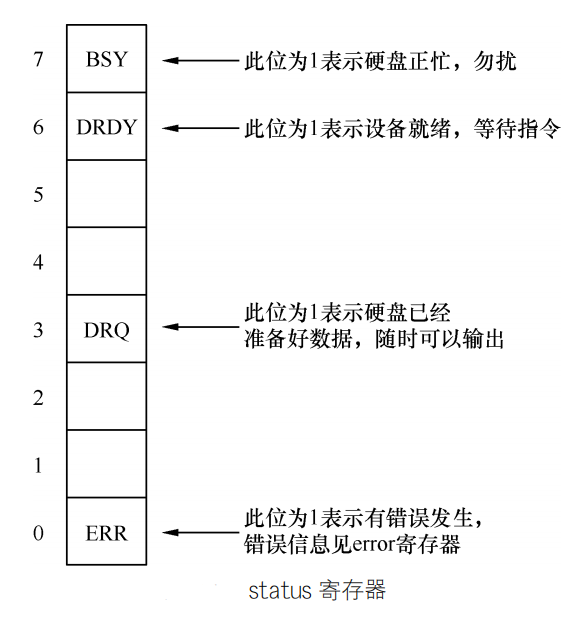 7 BSY 此位为1表示硬盘正忙，勿扰
6 DRDY 此位为1表示设备就绪，等待指令
5
4
3 DRQ 此位为1表示硬盘已经
准备好数据，随时可以输出
2
1
0 ERR 此位为1表示有错误发生，
错误信息见error寄存器
status 寄存器